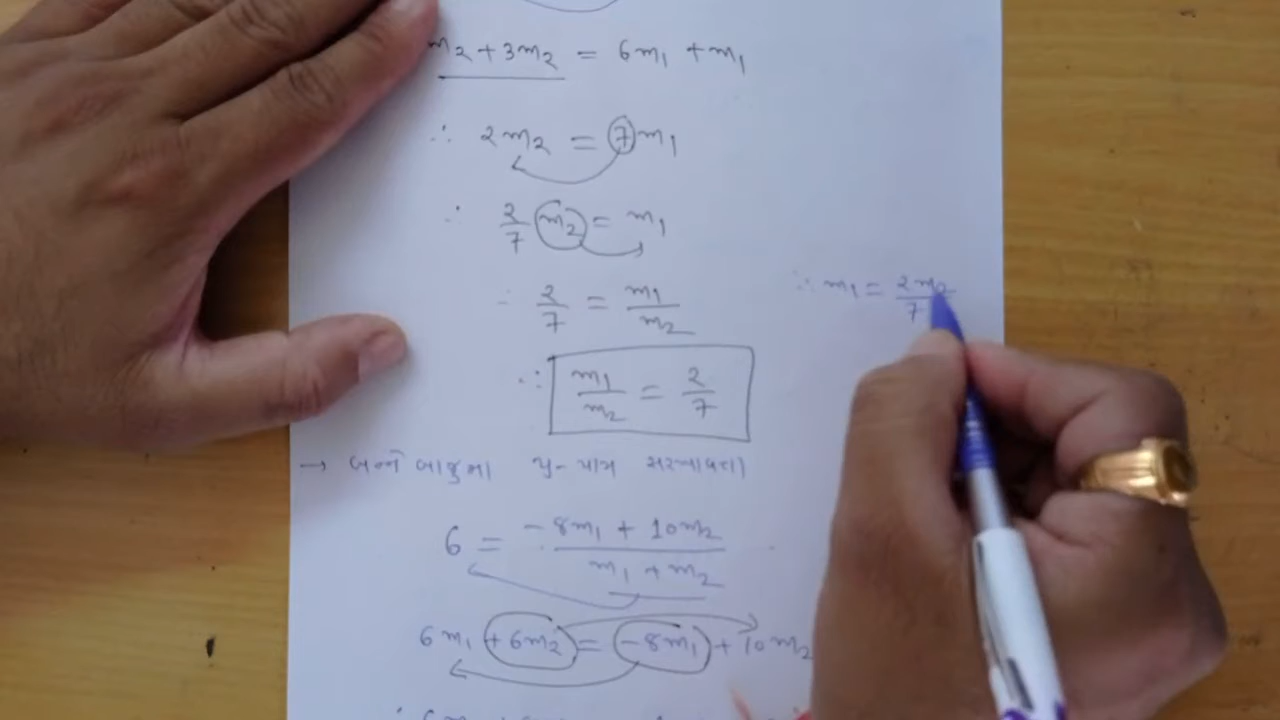 m₂ + 3m₂ = 6m₁ + m₁
∴ 2m₂ = 7m₁
∴ 2/7 m₂ = m₁
∴ 2/7 = m₁/m₂
∴ m₁ = 2m₂/7
∴ m₁/m₂ = 2/7
→ બન્ને બાજુના y-યામ સરખાવતા
6 = -8m₁ + 10m₂/m₁ + m₂
6m₁ + 6m₂ = -8m₁ + 10m₂